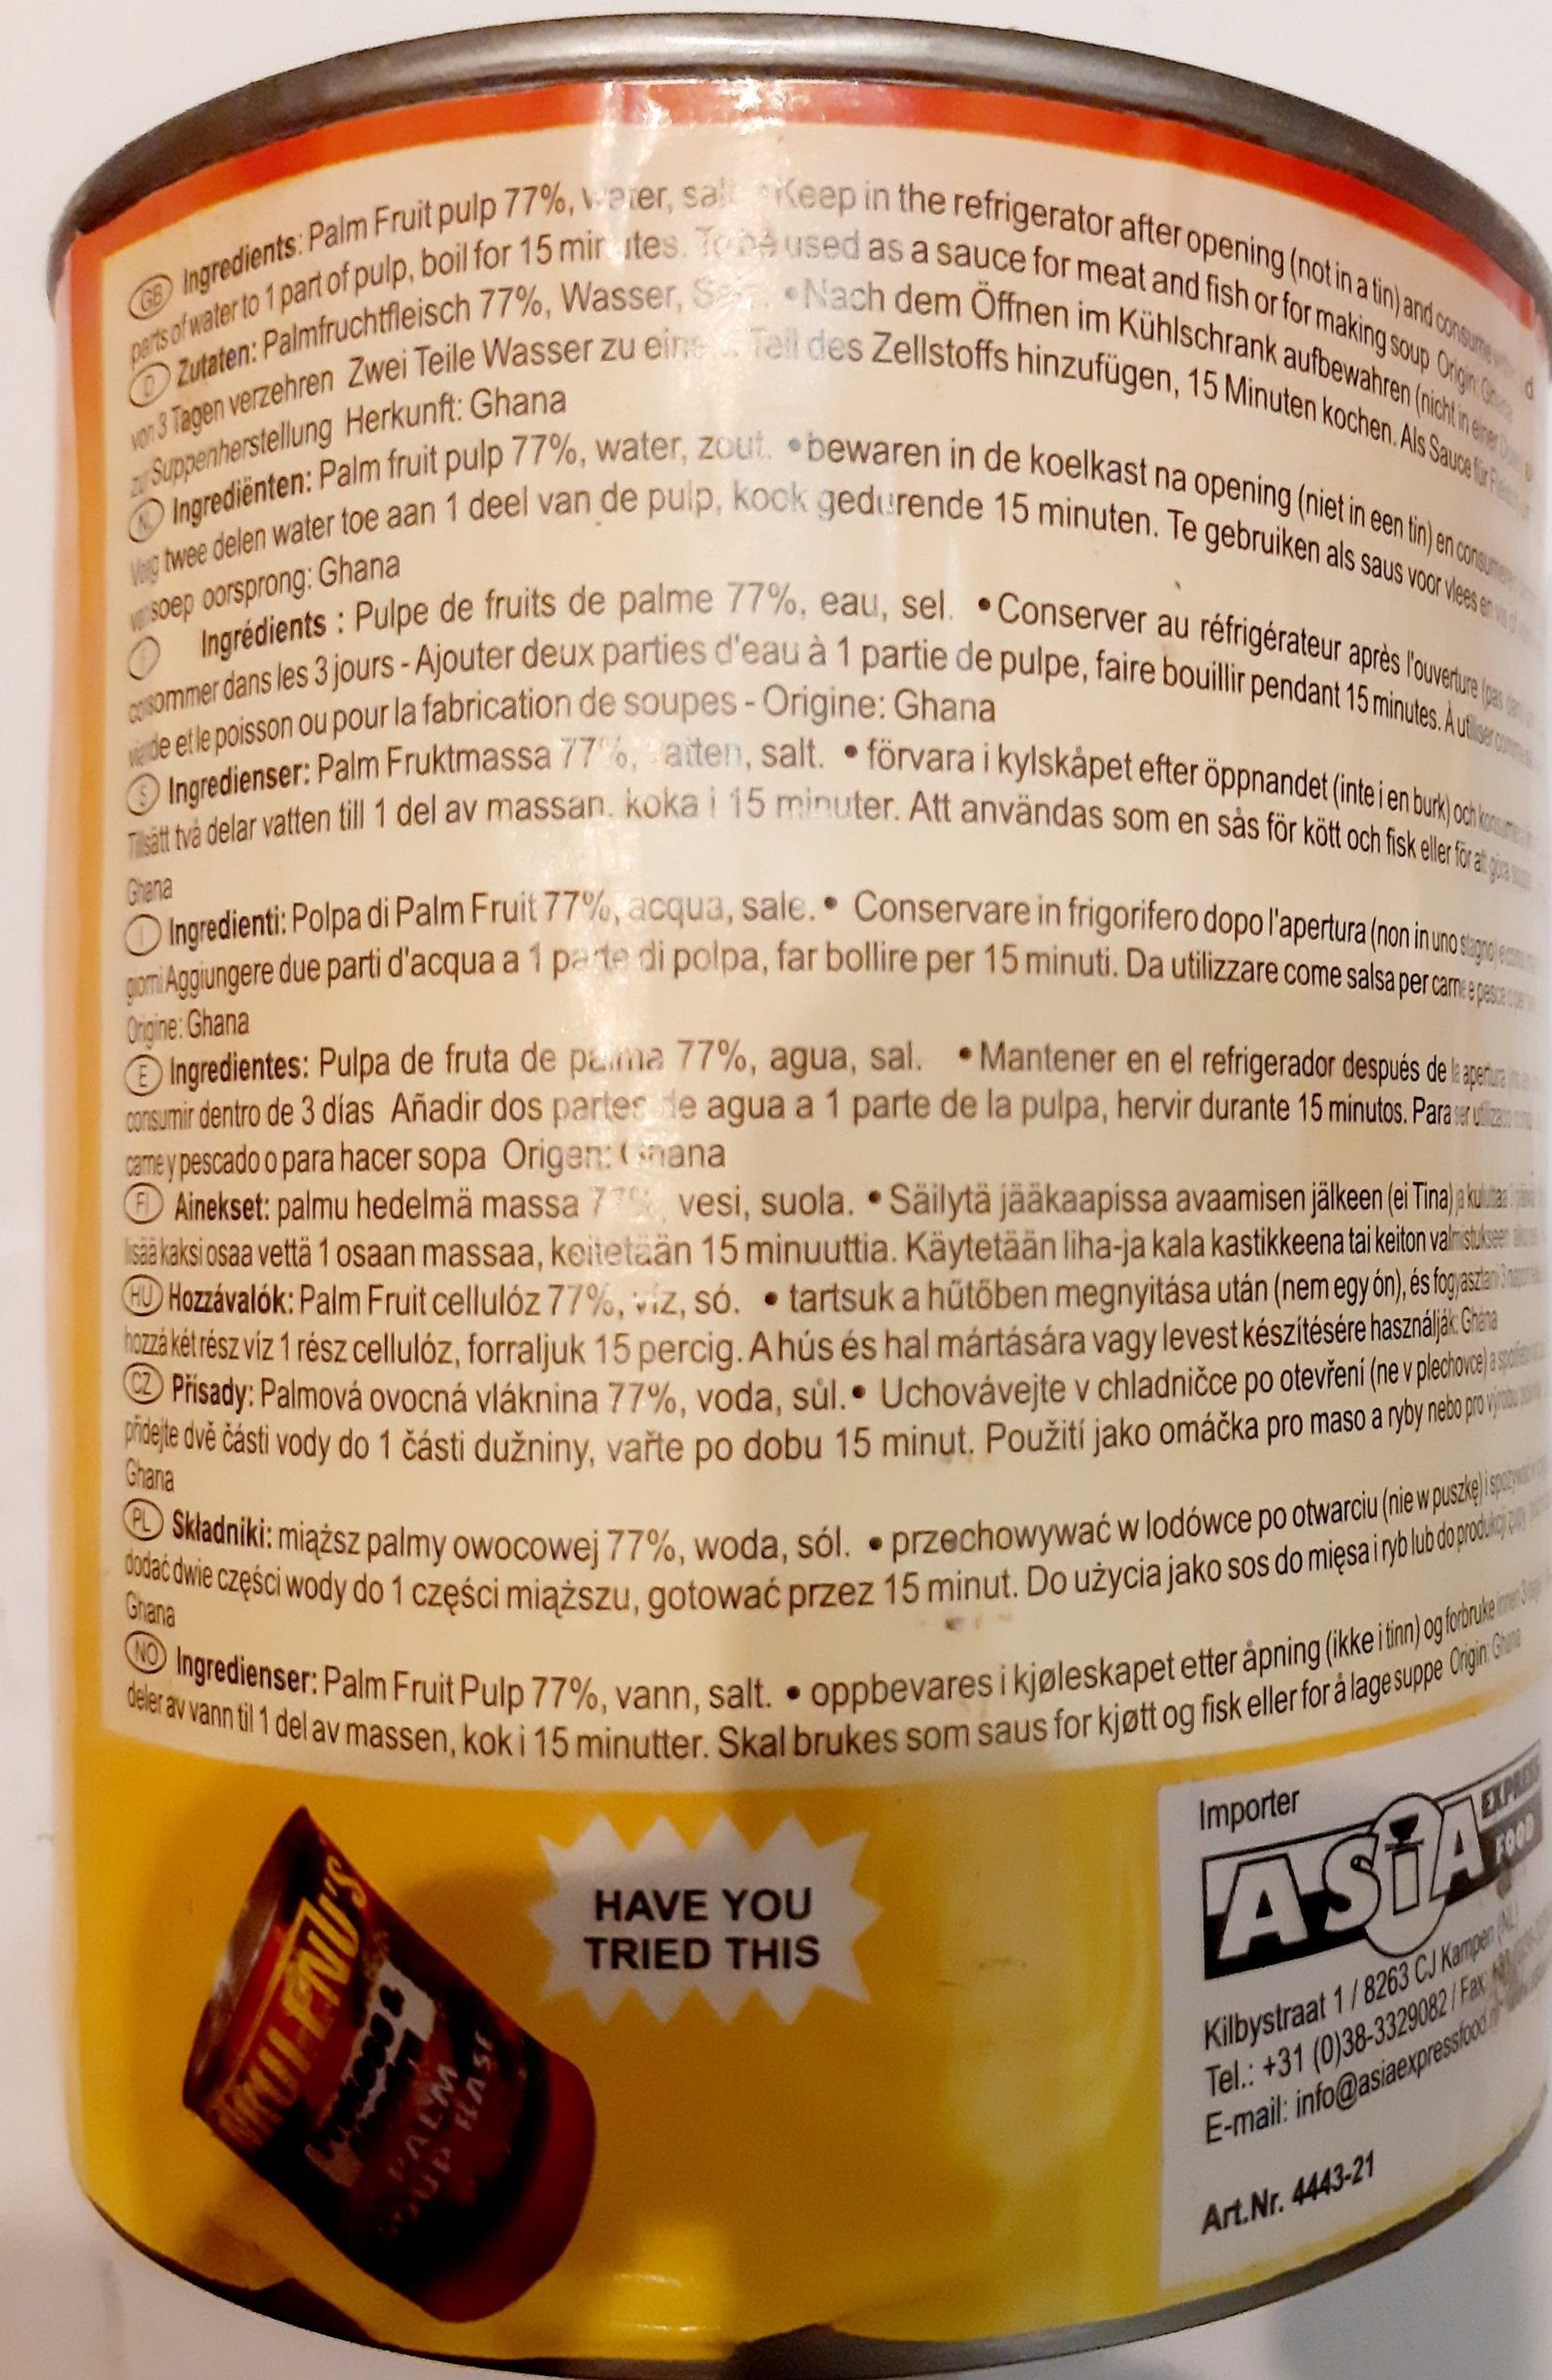 GB Ingredients: Palm Fruit pulp 77%, water, salt •Keep in the refrigerator after opening (not in a tin) and consume
parts of water to 1 part of pulp, boil for 15 minutes. To be used as a sauce for meat and fish or for making soup Origin: Ghana
D Zutaten: Palmfruchtfleisch 77%, Wasser, •Nach dem Öffnen im Kühlschrank aufbewahren (nicht in einer
von 3 Tagen verzehren Zwei Teile Wasser zu Teil des Zellstoffs hinzufügen, 15 Minuten kochen. Als Sauce für
zur Suppenherstellung Herkunft: Ghana
NL Ingrediënten: Palm fruit pulp 77%, water, zout. •bewaren in de koelkast na opening (niet in een tin) en
twee delen water toe aan 1 deel van de pulp, kook gedurende 15 minuten. Te gebruiken als saus voor vlees en
soep oorsprong: Ghana
Ingrédients : Pulpe de fruits de palme 77%, eau, sel. •Conserver au réfrigérateur après l'ouverture (pas
consommer dans les 3 jours - Ajouter deux parties d'eau à 1 partie de pulpe, faire bouillir pendant 15 minutes. À utiliser
viande et le poisson ou pour la fabrication de soupes - Origine: Ghana
S Ingredienser: Palm Fruktmassa 77%, vatten, salt. • förvara i kylskåpet efter öppnandet (inte i en burk) och
Tillsätt två delar vatten till 1 del av massan. koka i 15 minuter. Att användas som en sås för kött och fisk eller för att göra
Ghana
I Ingredienti: Polpa di Palm Fruit 77%, acqua, sale. • Conservare in frigorifero dopo l'apertura (non in uno stagno)
giorni Aggiungere due parti d'acqua a 1 parte di polpa, far bollire per 15 minuti. Da utilizzare come salsa per carne e pesce
Origine: Ghana
E Ingredientes: Pulpa de fruta de palma 77%, agua, sal. •Mantener en el refrigerador después de la apertura
consumir dentro de 3 días Añadir dos partes de agua a 1 parte de la pulpa, hervir durante 15 minutos. Para ser
carne y pescado o para hacer sopa Origen: Ghana
FI Ainekset: palmu hedelmä massa 77% vesi, suola. •Säilytä jääkaapissa avaamisen jälkeen (ei Tina) ja
lisää kaksi osaa vettä 1 osaan massaa, keitetään 15 minuuttia. Käytetään liha-ja kala kastikkeena tai keiton valmistukseen
HU Hozzávalók: Palm Fruit cellulóz 77%, víz, só. • tartsuk a hűtőben megnyitása után (nem egy ón), és fogyasztani
hozzá két rész víz 1 rész cellulóz, forraljuk 15 percig. A hús és hal mártására vagy levest készítésére használják: Ghána
CZ Přísady: Palmová ovocná vláknina 77%, voda, sůl.• Uchovávejte v chladničce po otevření (ne v plechovce) a
přidejte dvě části vody do 1 části dužniny, vařte po dobu 15 minut. Použití jako omáčka pro maso a ryby nebo pro
Ghana
PL Składniki: miąższ palmy owocowej 77%, woda, sól. • przechowywać w lodówce po otwarciu (nie w puszkę) i
dodać dwie części wody do 1 części miąższu, gotować przez 15 minut. Do użycia jako sos do mięsa i ryb lub do produkcji
Ghana
NO Ingredienser: Palm Fruit Pulp 77%, vann, salt. • oppbevares i kjøleskapet etter åpning (ikke i tinn) og forbruke
deler av vann til 1 del av massen, kok i 15 minutter. Skal brukes som saus for kjøtt og fisk eller for å lage suppe Origin: Ghana
HAVE YOU
TRIED THIS
PALM
SOUP BASE
Importer
ASIA EXPRESS
FOOD
Kilbystraat 1 / 8263 CJ Kampen (NL)
Tel.: +31 (0)38-3329082 / Fax:
E-mail: info@asiaexpressfood.nl
Art.Nr. 4443-21